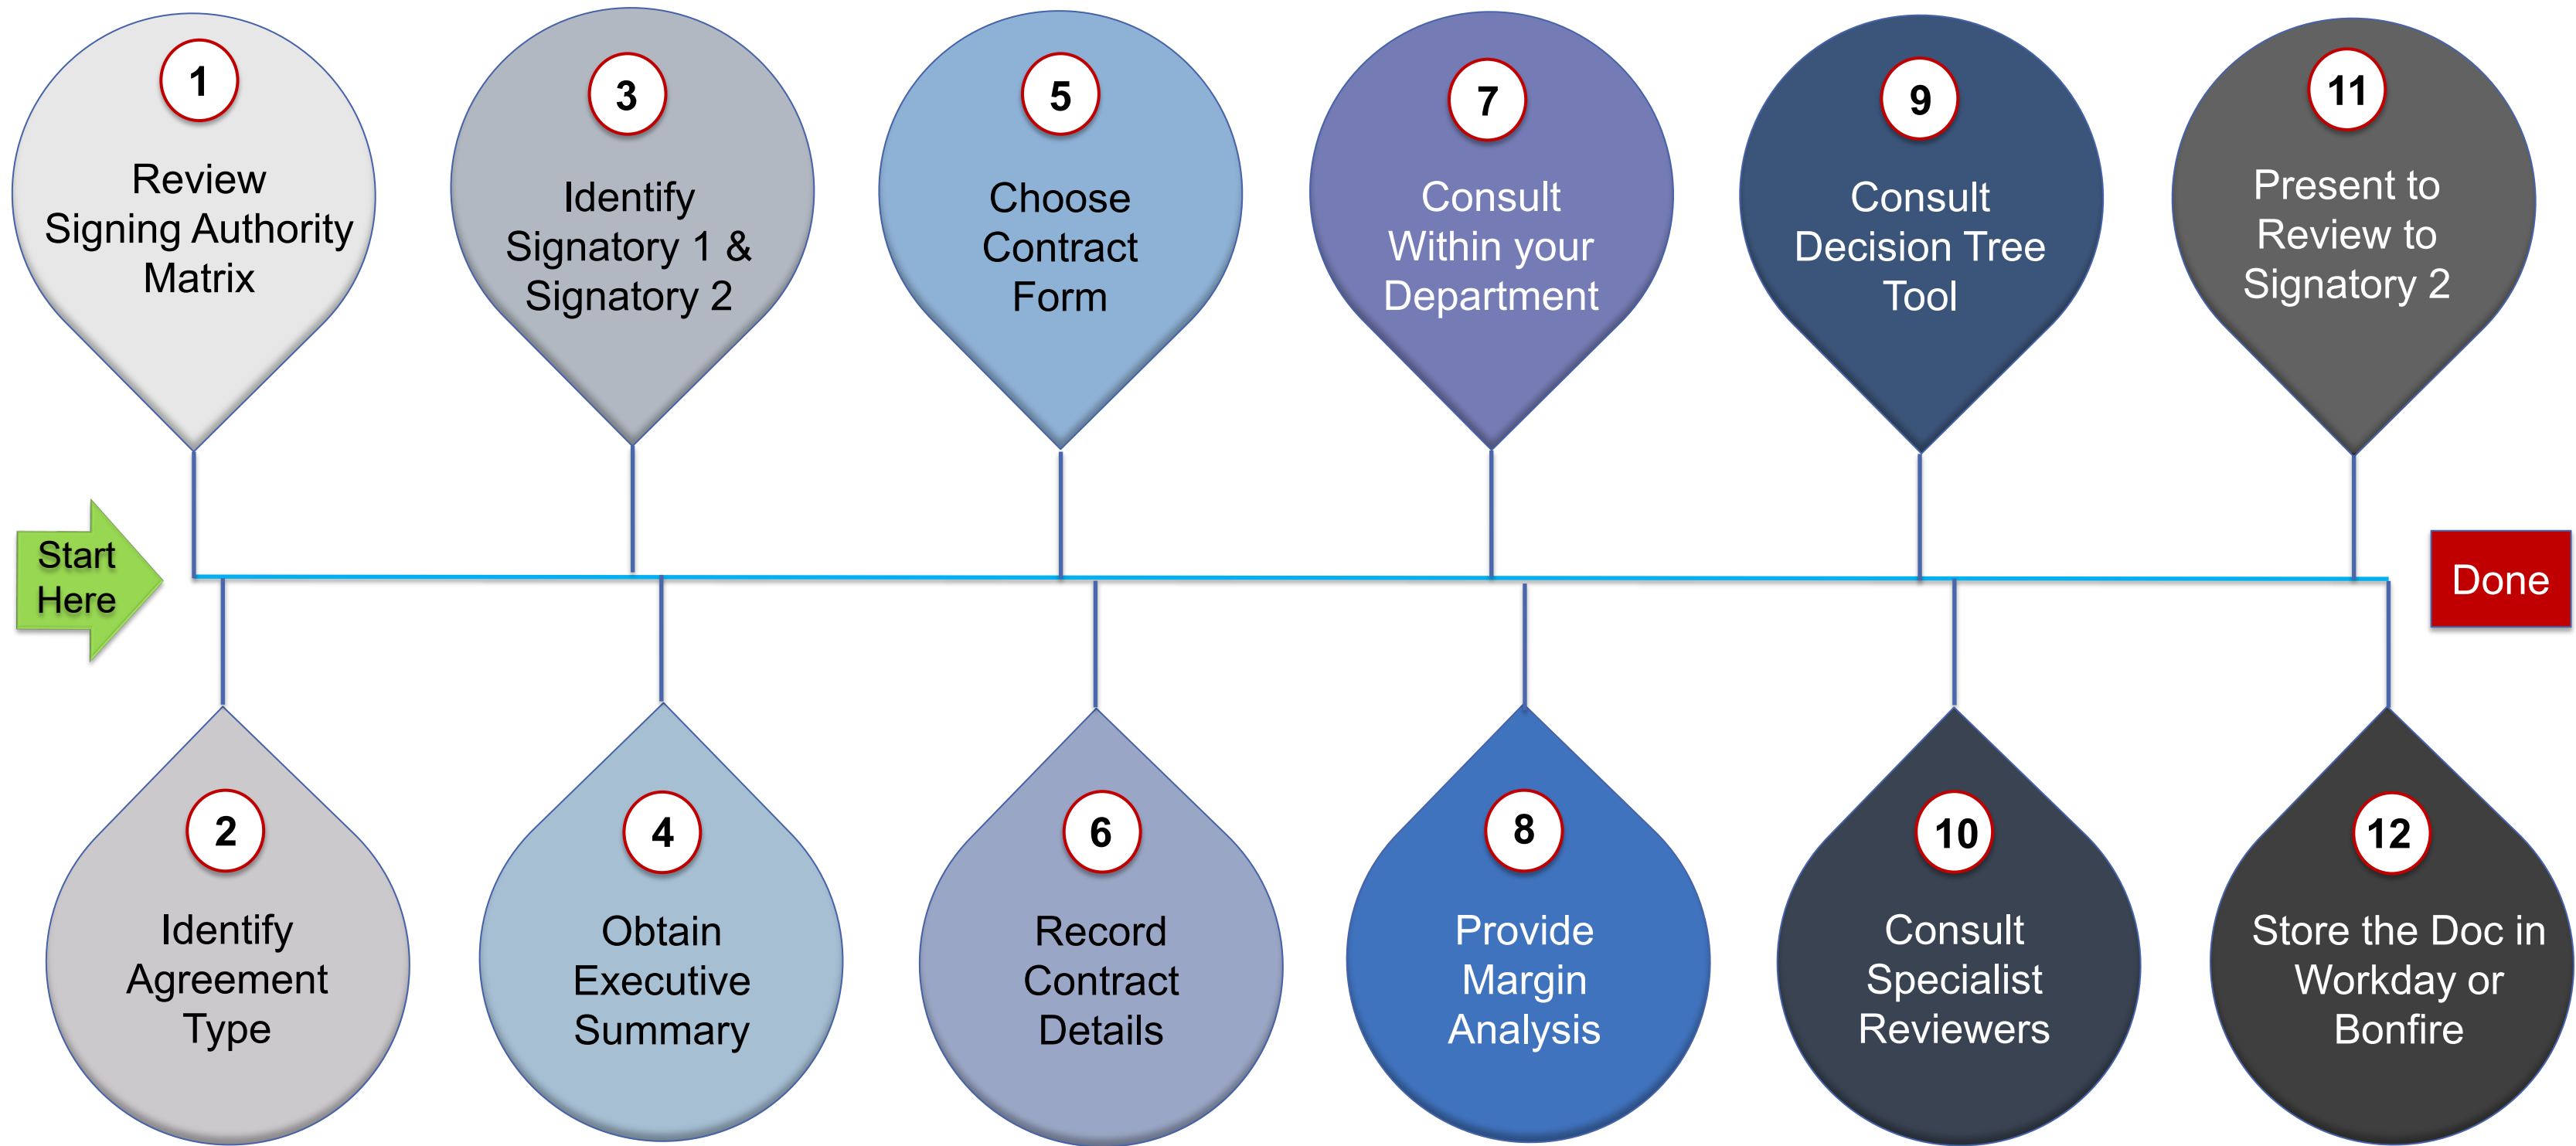 Start
Here
1
Review
Signing Authority
Matrix
2
Identify
Agreement
Type
3
Identify
Signatory 1 &
Signatory 2
4
Obtain
Executive
Summary
5
Choose
Contract
Form
6
Record
Contract
Details
7
Consult
Within your
Department
8
Provide
Margin
Analysis
9
Consult
Decision Tree
Tool
10
Consult
Specialist
Reviewers
11
Present to
Review to
Signatory 2
12
Store the Doc in
Workday or
Bonfire
Done